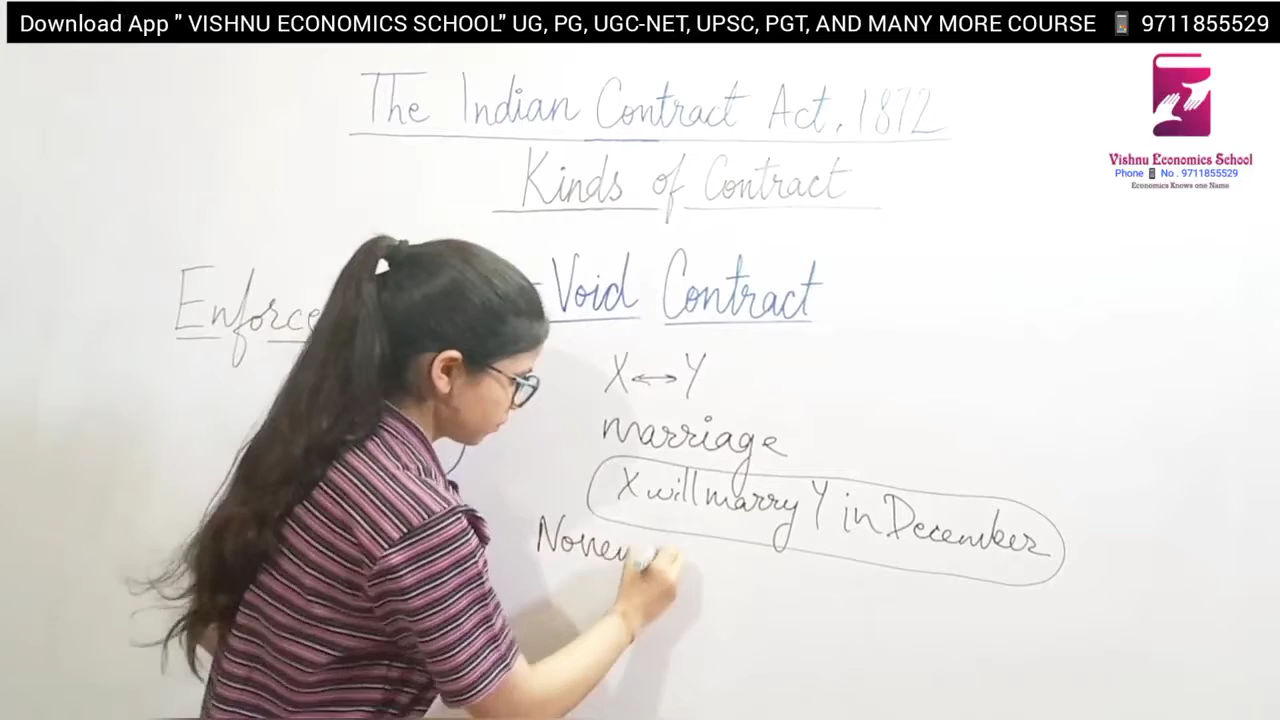 Download App " VISHNU ECONOMICS SCHOOL" UG, PG, UGC-NET, UPSC, PGT, AND MANY MORE COURSE 📱 9711855529
The Indian Contract Act, 1872
Kinds of Contract
Vishnu Economics School
Phone 📱 No . 9711855529
Economics Knows one Name
Enforce
Void Contract
X↔Y
marriage
X will marry Y in December
Novem